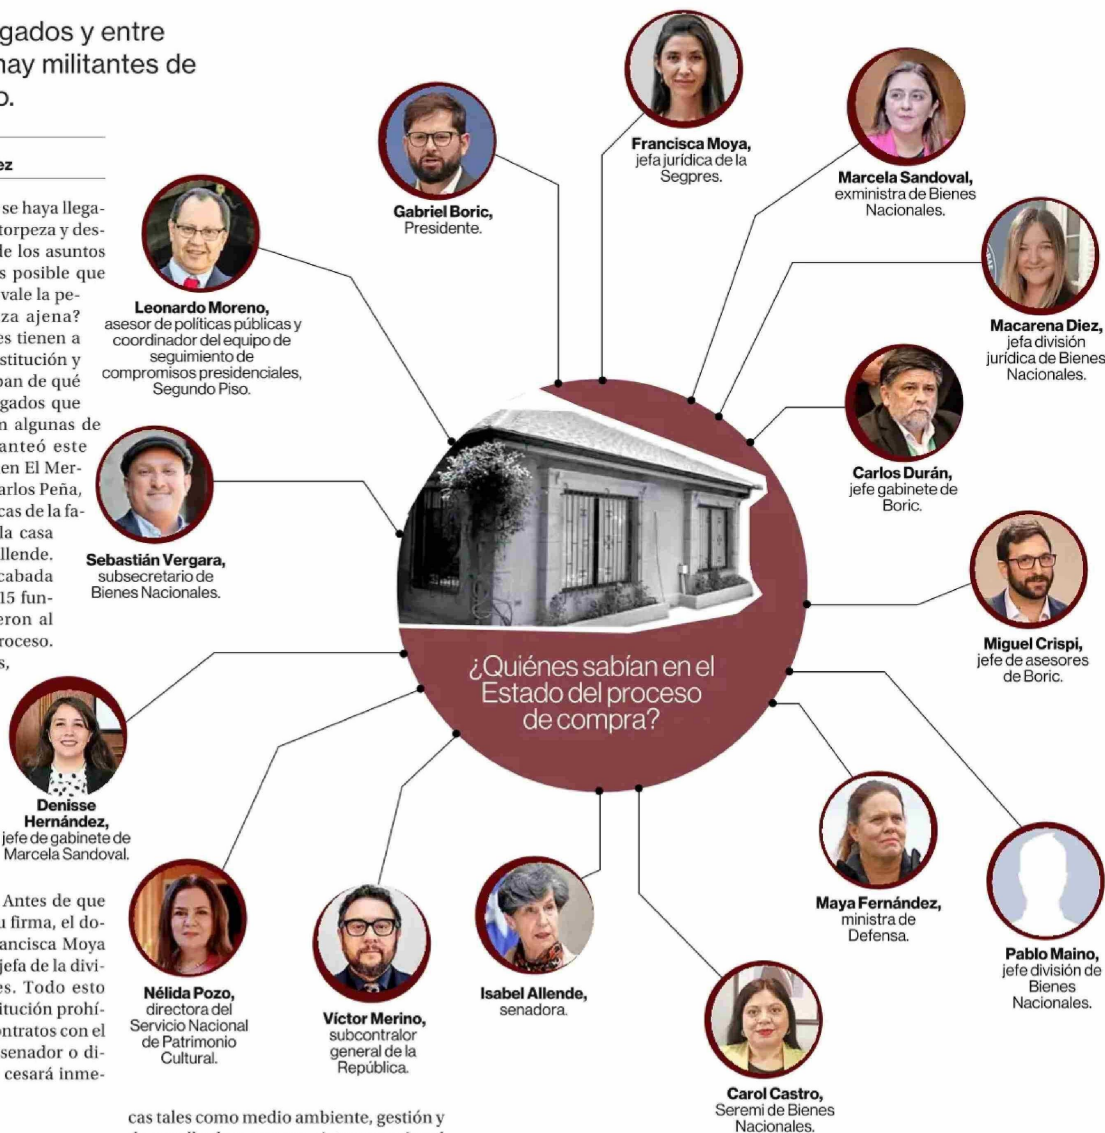 gados y entre
hay militantes de
o.
ez
se haya llega-
torpeza y des-
de los asuntos
s posible que
vale la pe-
za ajena?
es tienen a
stitución y
pan de qué
gados que
n algunas de
anteó este
en El Mer-
arlos Peña,
cas de la fa-
la casa
llende.
cabada
15 fun-
eron al
roceso.
s,
Gabriel Boric,
Presidente.
Francisca Moya,
jefa jurídica de la
Segpres.
Marcela Sandoval,
exministra de Bienes
Nacionales.
Leonardo Moreno,
asesor de políticas públicas y
coordinador del equipo de
seguimiento de
compromisos presidenciales,
Segundo Piso.
Macarena Diez,
jefa división
jurídica de Bienes
Nacionales.
Carlos Durán,
jefe gabinete de
Boric.
Sebastián Vergara,
subsecretario de
Bienes Nacionales.
Miguel Crispi,
jefe de asesores
de Boric.
¿Quiénes sabían en el
Estado del proceso
de compra?
Denisse
Hernández,
jefe de gabinete de
Marcela Sandoval.
Maya Fernández,
ministra de
Defensa.
Pablo Maino,
jefe división de
Bienes
Nacionales.
Nélida Pozo,
directora del
Servicio Nacional
de Patrimonio
Cultural.
Víctor Merino,
subcontralor
general de la
República.
Isabel Allende,
senadora.
Carol Castro,
Seremi de Bienes
Nacionales.
Antes de que
u firma, el do-
ancisca Moya
jefa de la divi-
es. Todo esto
titución prohí-
ontratos con el
senador o di-
cesará inme-
cas tales como medio ambiente, gestión y